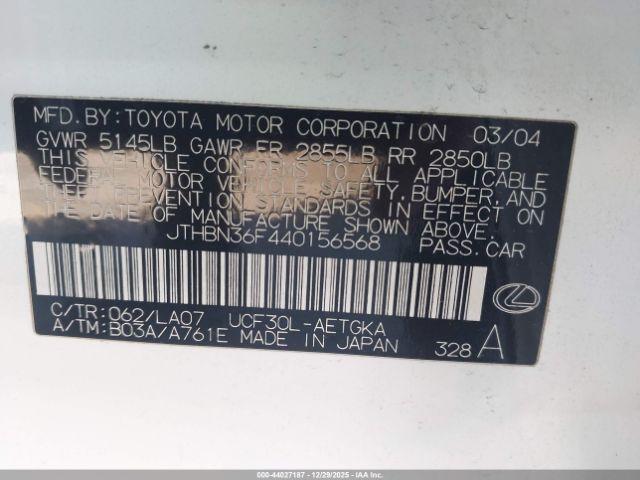 MFD.BY:TOYOTA MOTOR CORPORATION 03/04
GVWR 5145LB GAWR FR 2855LB RR 2850LB
THIS VEHICLE CONFORMS TO ALL APPLICABLE
FEDERAL MOTOR VEHICLE SAFETY, BUMPER, AND
THEFT PREVENTION STANDARDS IN EFFECT ON
THE DATE OF MANUFACTURE SHOWN ABOVE.
JTHBN36F440156568 PASS.CAR
C/TR:062/LA07 UCF30L-AETGKA
A/TM:B03A/A761E MADE IN JAPAN 328 A
000-44027187 - 12/29/2025 - IAA Inc.